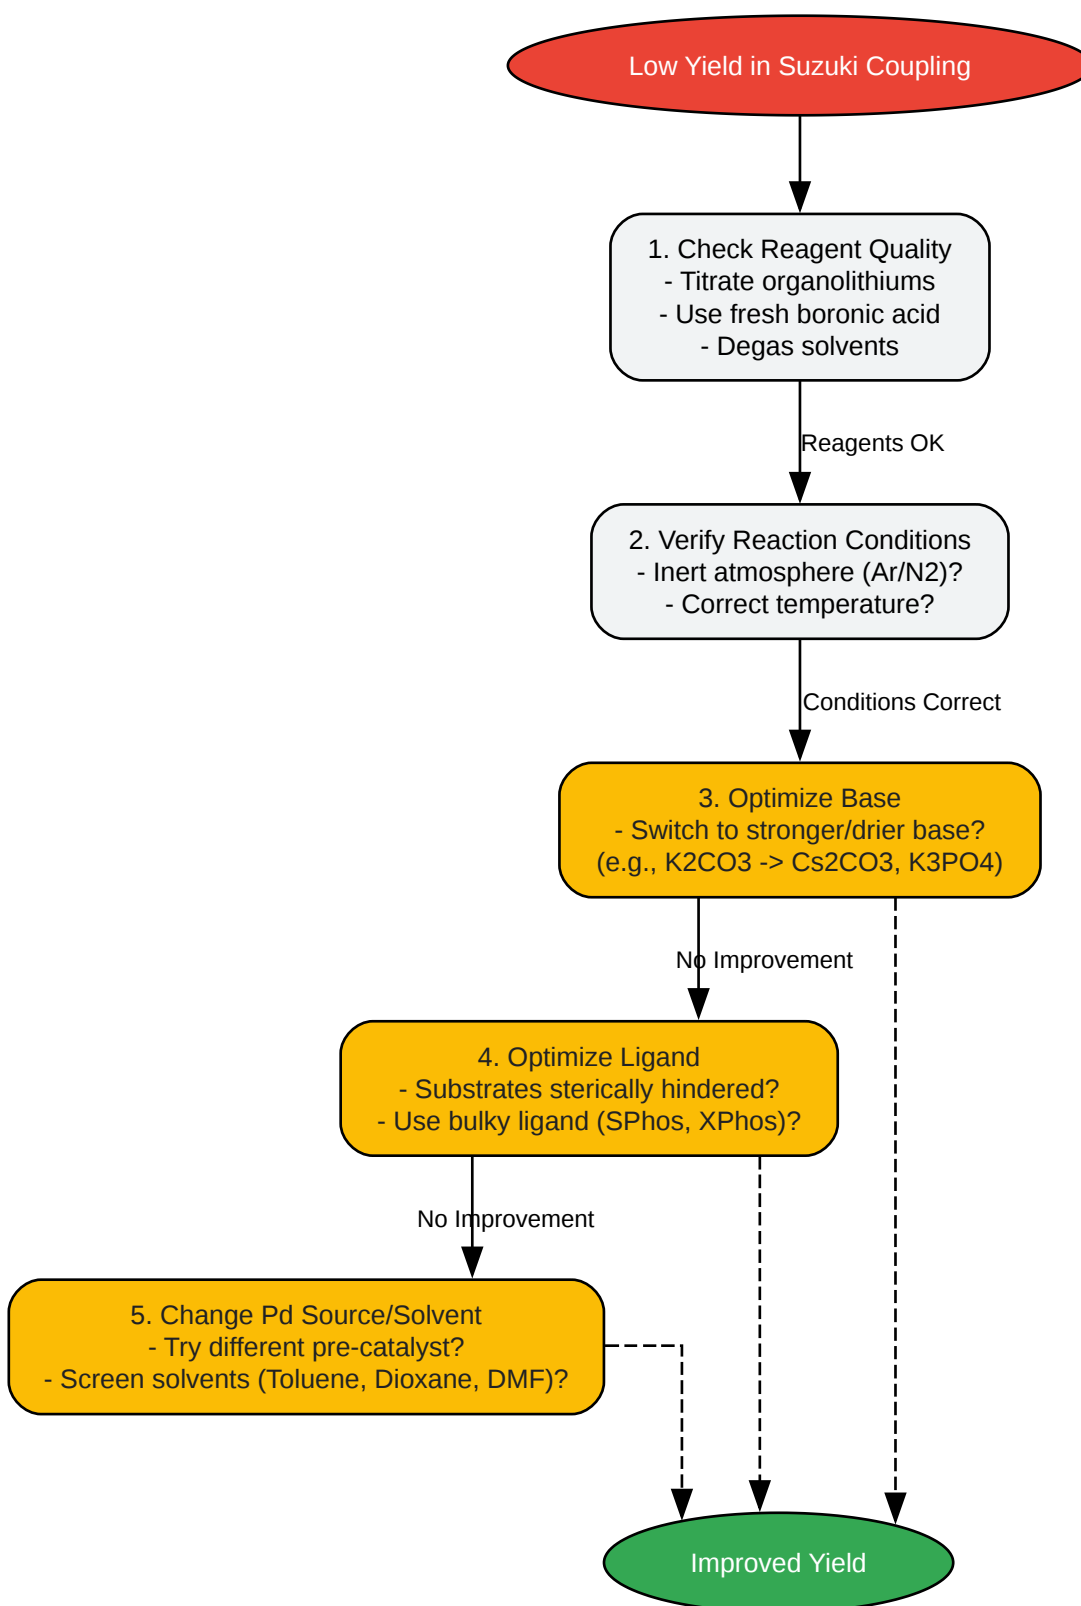 Low Yield in Suzuki Coupling
1. Check Reagent Quality
- Titrate organolithiums
- Use fresh boronic acid
- Degas solvents
Reagents OK
2. Verify Reaction Conditions
- Inert atmosphere (Ar/N2)?
- Correct temperature?
Conditions Correct
3. Optimize Base
- Switch to stronger/drier base?
(e.g., K2CO3 -> Cs2CO3, K3PO4)
No Improvement
4. Optimize Ligand
- Substrates sterically hindered?
- Use bulky ligand (SPhos, XPhos)?
No Improvement
5. Change Pd Source/Solvent
- Try different pre-catalyst?
- Screen solvents (Toluene, Dioxane, DMF)?
Improved Yield